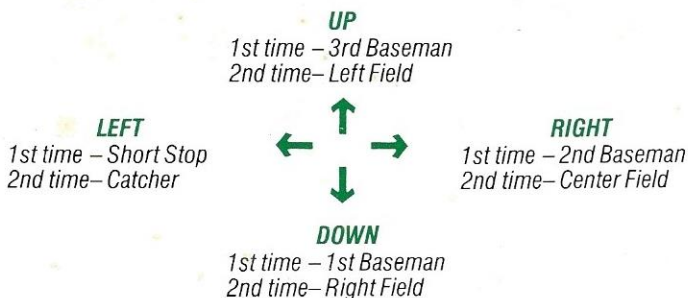 UP
1st time – 3rd Baseman
2nd time– Left Field
LEFT
1st time – Short Stop
2nd time– Catcher
RIGHT
1st time – 2nd Baseman
2nd time– Center Field
DOWN
1st time – 1st Baseman
2nd time– Right Field